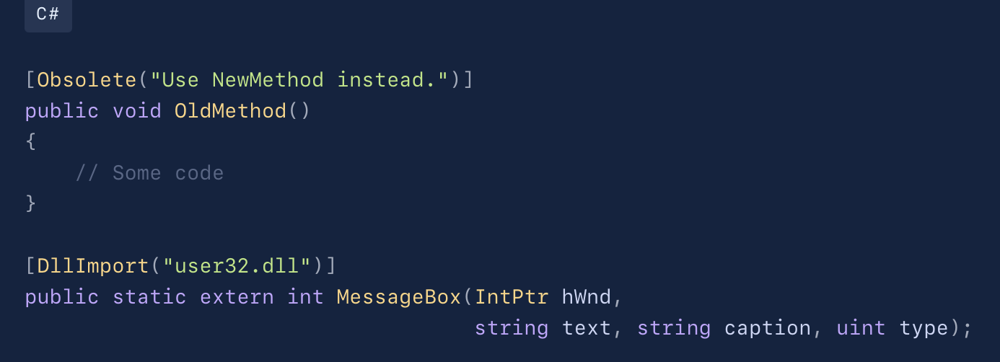 C#
[Obsolete("Use NewMethod instead.")]
public void OldMethod()
{
    // Some code
}
[DllImport("user32.dll")]
public static extern int MessageBox(IntPtr hWnd,
                                    string text, string caption, uint type);